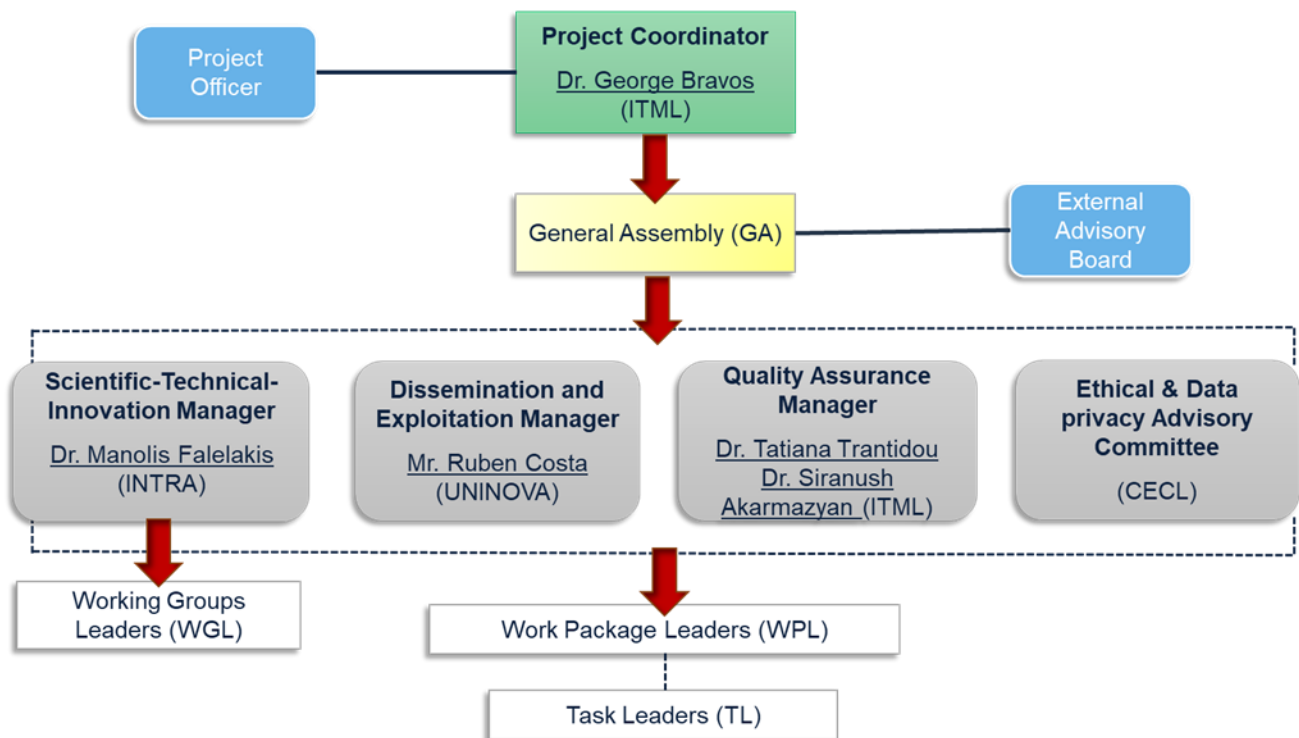 Project Coordinator
Dr. George Bravos
(ITML)
Project
Officer
General Assembly (GA)
External
Advisory
Board
Scientific-Technical-
Innovation Manager
Dr. Manolis Falelakis
(INTRA)
Dissemination and
Exploitation Manager
Mr. Ruben Costa
(UNINOVA)
Quality Assurance
Manager
Dr. Tatiana Trantidou
Dr. Siranush
Akarmazyan (ITML)
Ethical & Data
privacy Advisory
Committee
(CECL)
Working Groups
Leaders (WGL)
Work Package Leaders (WPL)
Task Leaders (TL)